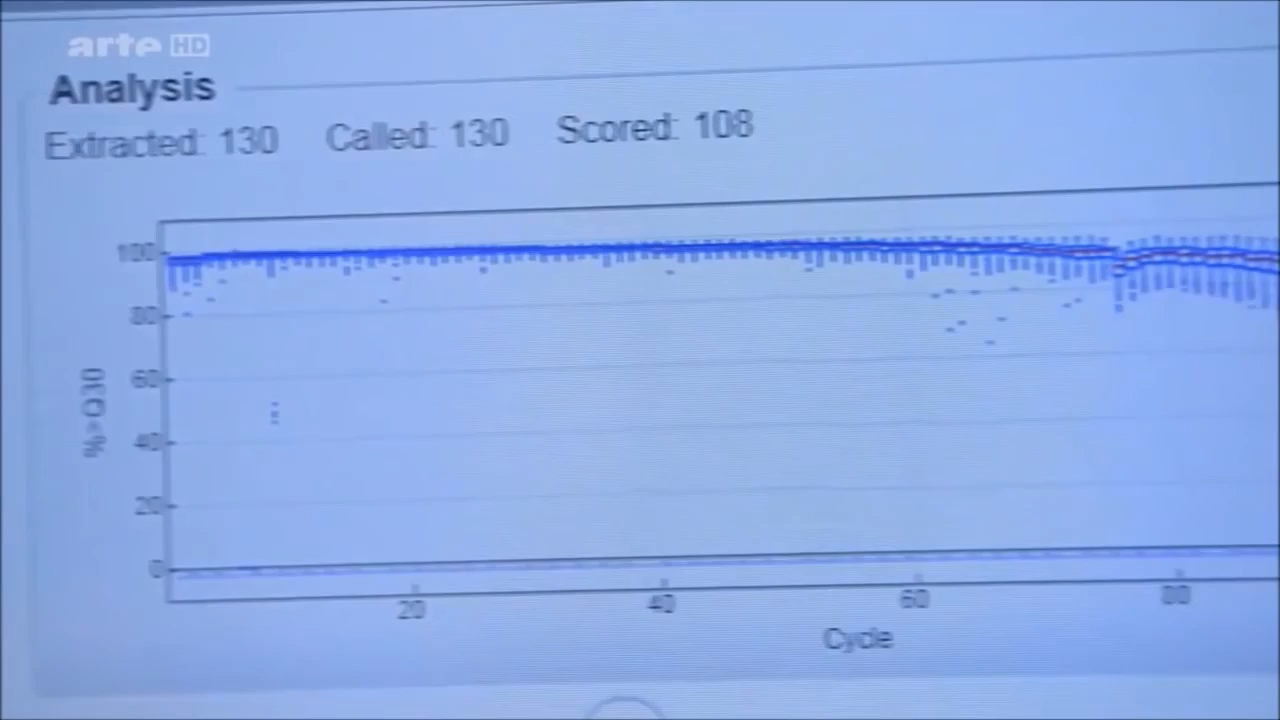 arte HD
Analysis
Extracted: 130 Called: 130 Scored: 108
100
80
60
40
20
0
%>Q30
20 40 60 80
Cycle